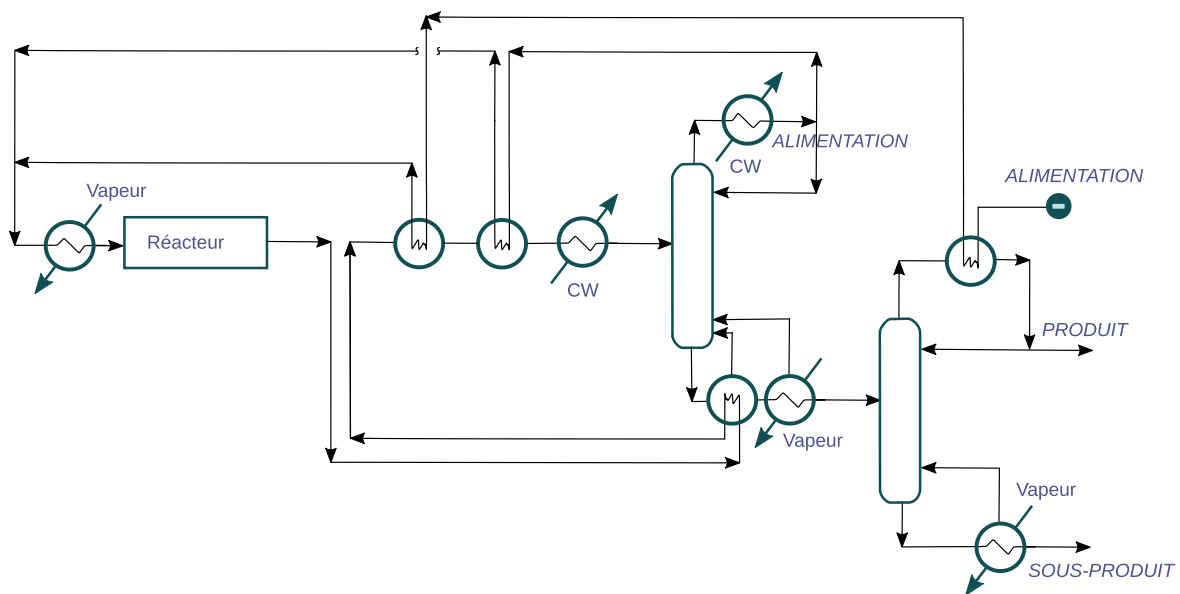 ALIMENTATION
CW
ALIMENTATION
Vapeur
Réacteur
CW
PRODUIT
Vapeur
Vapeur
SOUS-PRODUIT